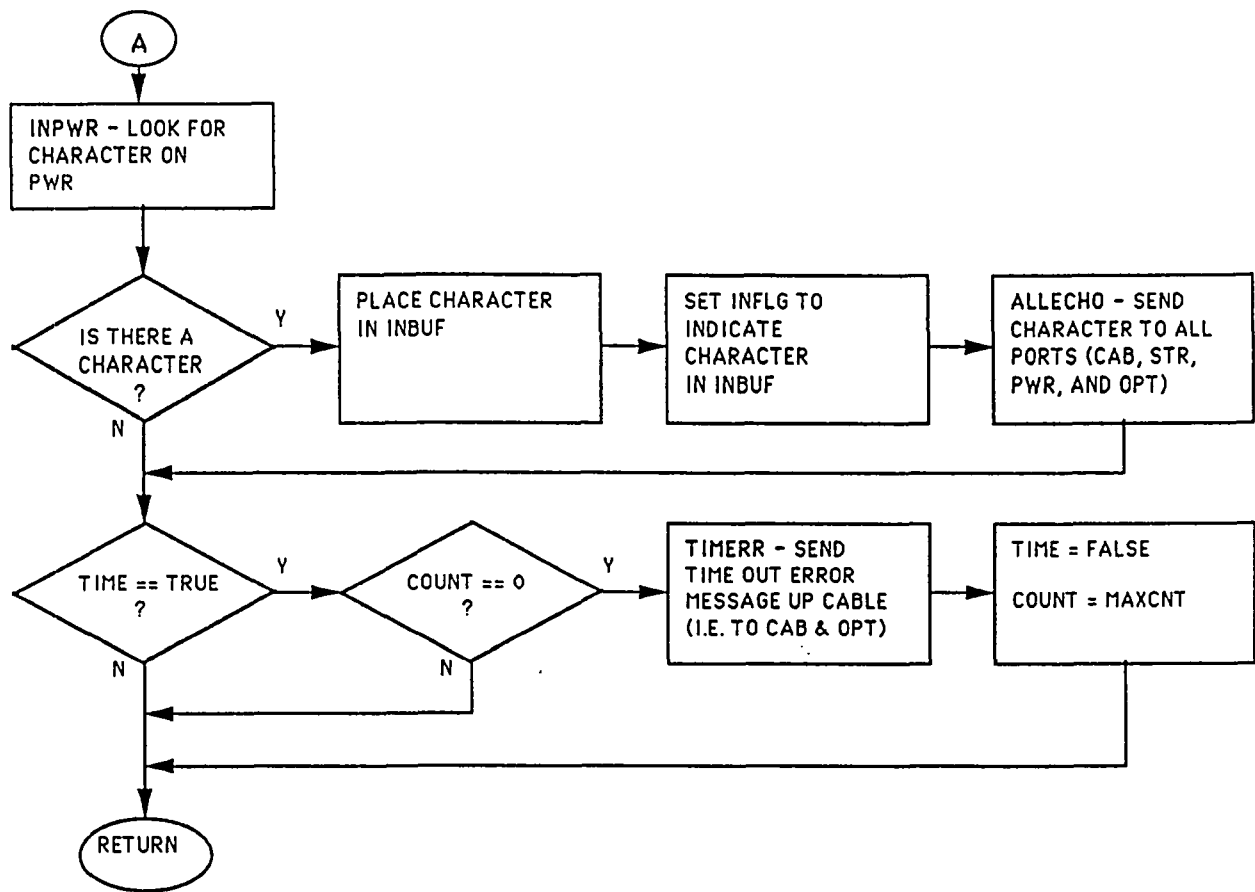 A
INPWR - LOOK FOR
CHARACTER ON
PWR
IS THERE A
CHARACTER
?
Y
N
PLACE CHARACTER
IN INBUF
SET INFLG TO
INDICATE
CHARACTER
IN INBUF
ALLECHO - SEND
CHARACTER TO ALL
PORTS (CAB, STR,
PWR, AND OPT)
TIME == TRUE
?
Y
N
COUNT == 0
?
Y
N
TIMERR - SEND
TIME OUT ERROR
MESSAGE UP CABLE
(I.E. TO CAB & OPT)
TIME = FALSE
COUNT = MAXCNT
RETURN